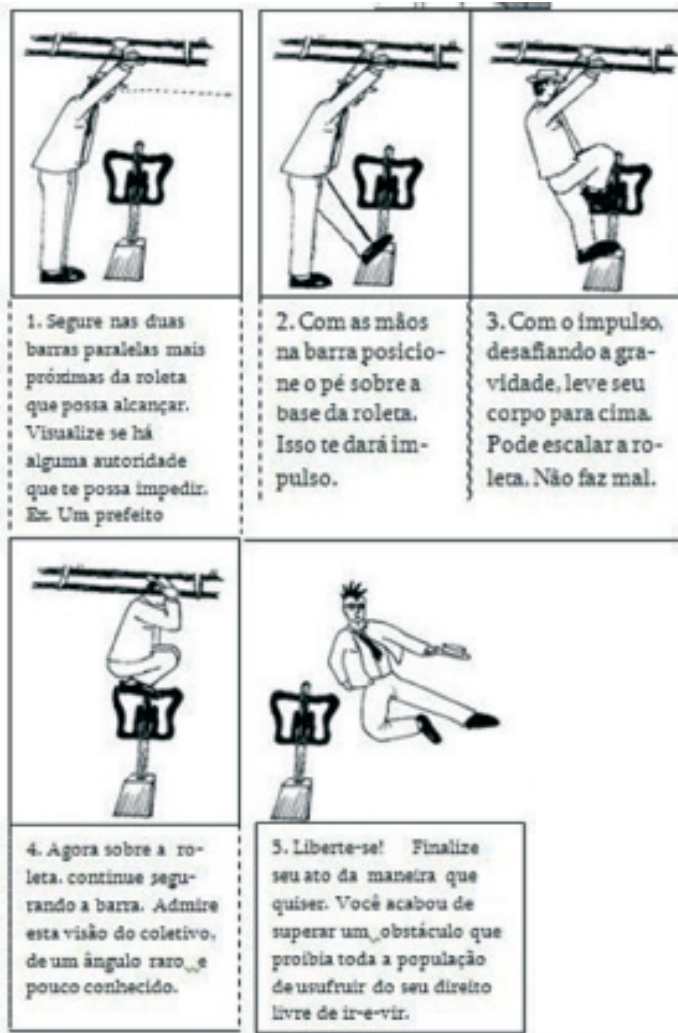 1. Segure nas duas
barras paralelas mais
próximas da roleta
que possa alcançar.
Visualize se há
alguma autoridade
que te possa impedir.
Ex. Um prefeito
2. Com as mãos
na barra posicio-
ne o pé sobre a
base da roleta.
Isso te dará im-
pulso.
3. Com o impulso,
desafiando a gra-
vidade, leve seu
corpo para cima.
Pode escalar a ro-
leta. Não faz mal.
4. Agora sobre a ro-
leta, continue segu-
rando a barra. Admire
esta visão do coletivo,
de um ângulo raro e
pouco conhecido.
5. Liberte-se! Finalize
seu ato da maneira que
quiser. Você acabou de
superar um obstáculo que
proibia toda a população
de usufruir do seu direito
livre de ir-e-vir.